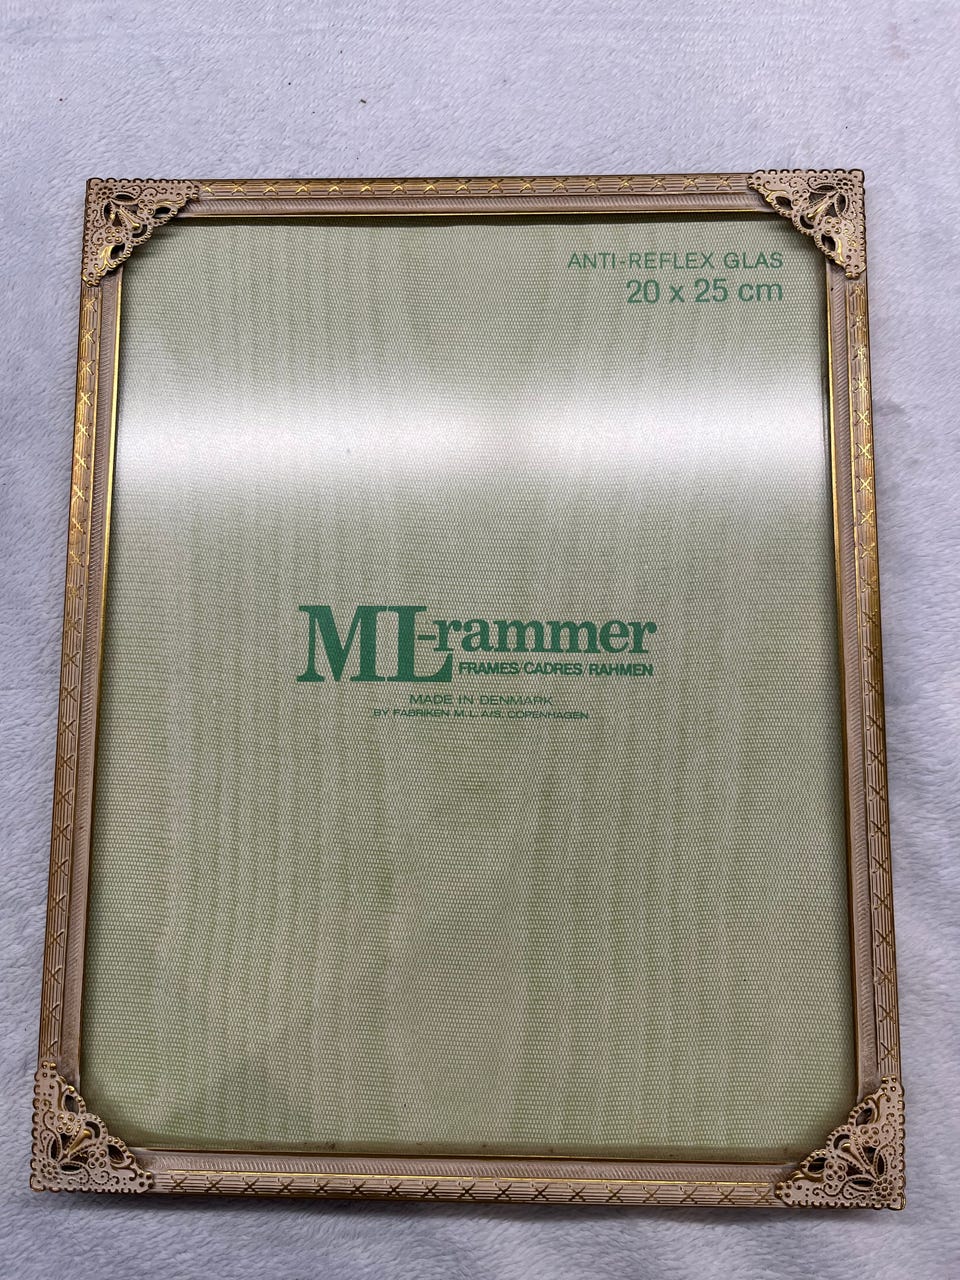 ANTI-REFLEX GLAS
20 x 25 cm
ML-rammer
FRAMES/CADRES/RAHMEN
MADE IN DENMARK
BY FABRIKEN M.L. A/S, COPENHAGEN